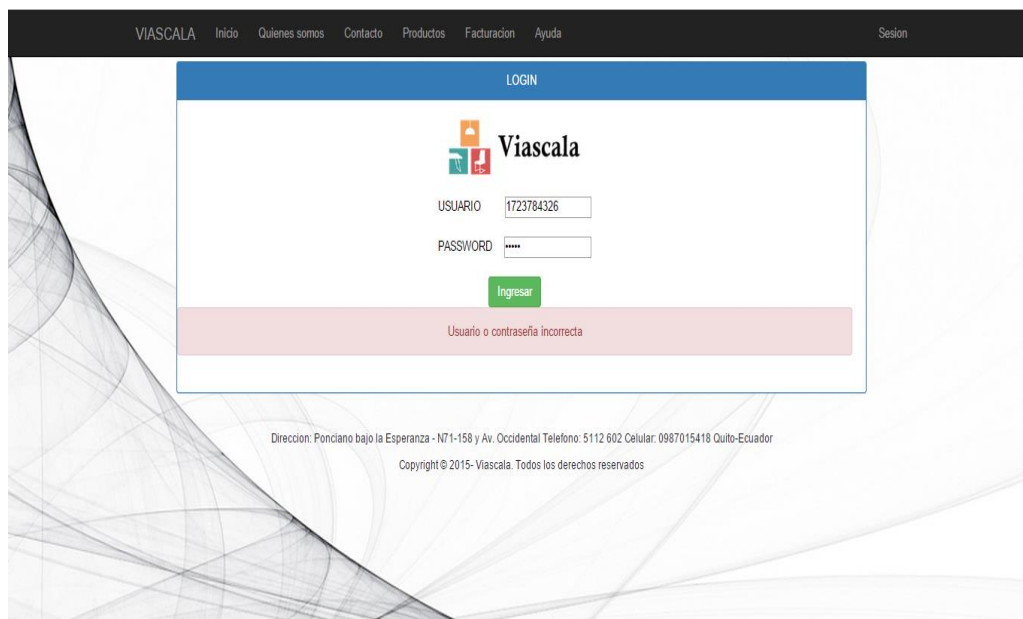 VIASCALA Inicio Quienes somos Contacto Productos Facturacion Ayuda Sesion
LOGIN
Viascala
USUARIO 1723784326
PASSWORD •••••
Ingresar
Usuario o contraseña incorrecta
Direccion: Ponciano bajo la Esperanza - N71-158 y Av. Occidental Telefono: 5112 602 Celular: 0987015418 Quito-Ecuador
Copyright © 2015- Viascala. Todos los derechos reservados